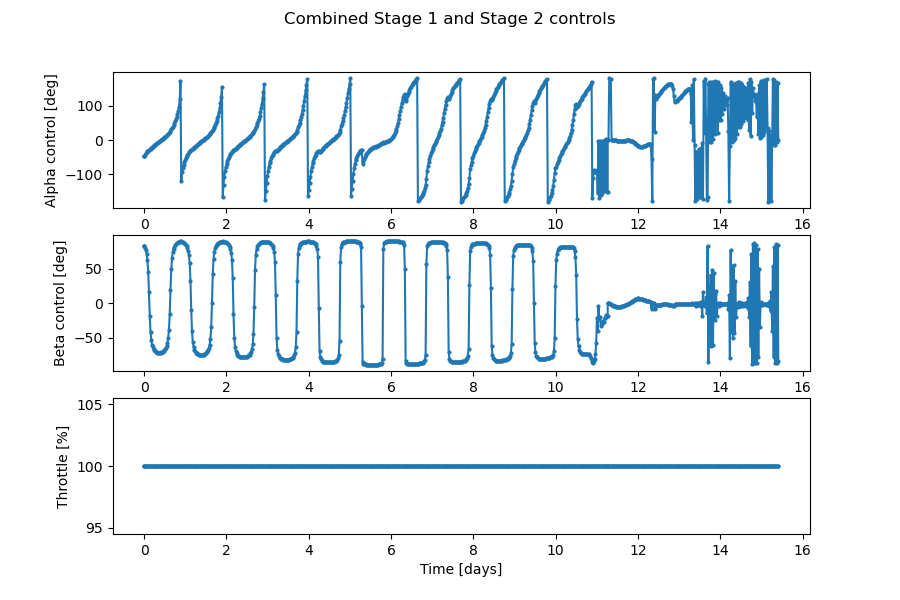 Combined Stage 1 and Stage 2 controls
Alpha control [deg]
100
0
−100
0 2 4 6 8 10 12 14 16
Beta control [deg]
50
0
−50
0 2 4 6 8 10 12 14 16
Throttle [%]
105
100
95
0 2 4 6 8 10 12 14 16
Time [days]